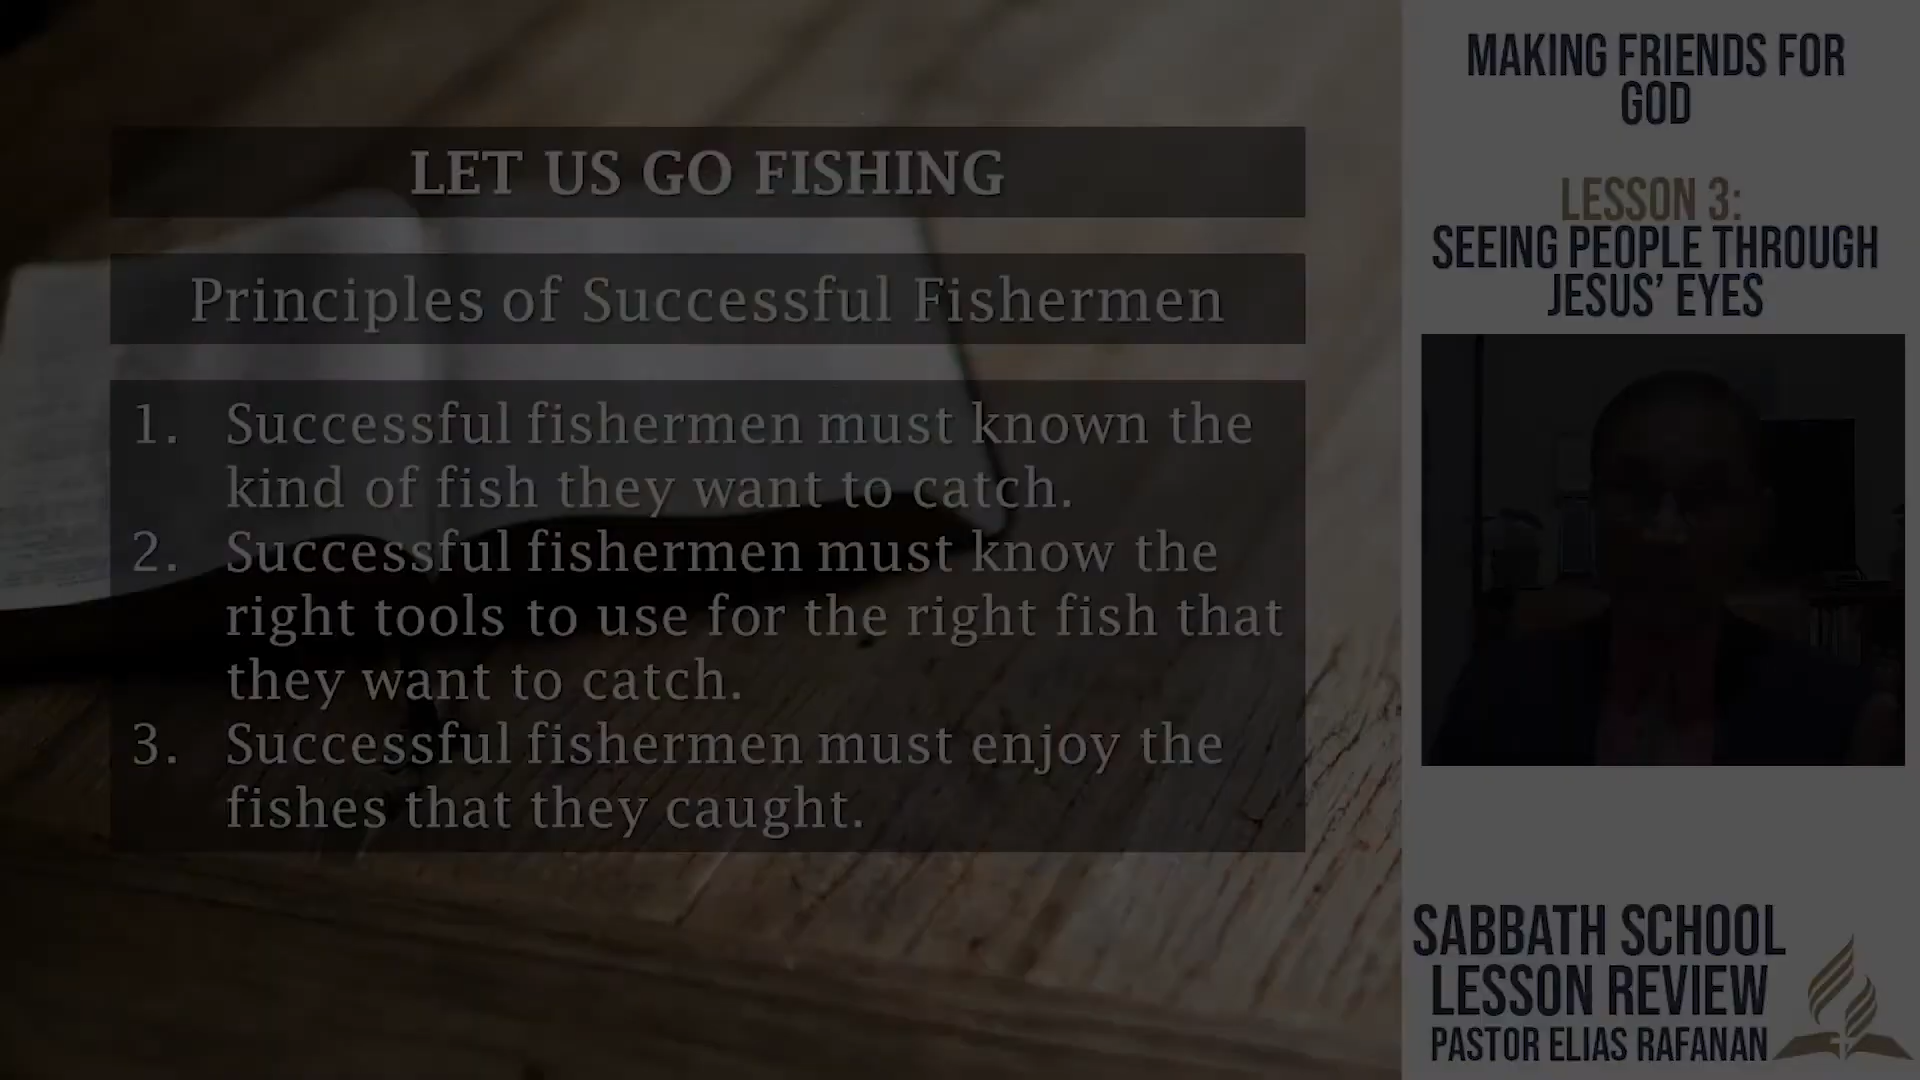 LET US GO FISHING
Principles of Successful Fishermen
1. Successful fishermen must known the
kind of fish they want to catch.
2. Successful fishermen must know the
right tools to use for the right fish that
they want to catch.
3. Successful fishermen must enjoy the
fishes that they caught.
MAKING FRIENDS FOR
GOD
LESSON 3:
SEEING PEOPLE THROUGH
JESUS’ EYES
SABBATH SCHOOL
LESSON REVIEW
PASTOR ELIAS RAFANAN